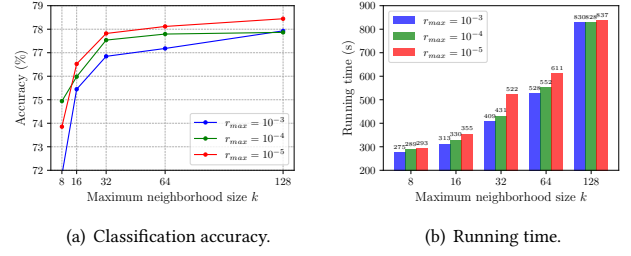 79
78
77
76
75
74
73
72
Accuracy (%)
r_max = 10^{-3}
r_max = 10^{-4}
r_max = 10^{-5}
8 16 32 64 128
Maximum neighborhood size k
(a) Classification accuracy.
900
800
700
600
500
400
300
200
Running time (s)
r_max = 10^{-3}
r_max = 10^{-4}
r_max = 10^{-5}
275 289 293
313 330 355
409 431 522
528 552 611
830 828 837
8 16 32 64 128
Maximum neighborhood size k
(b) Running time.